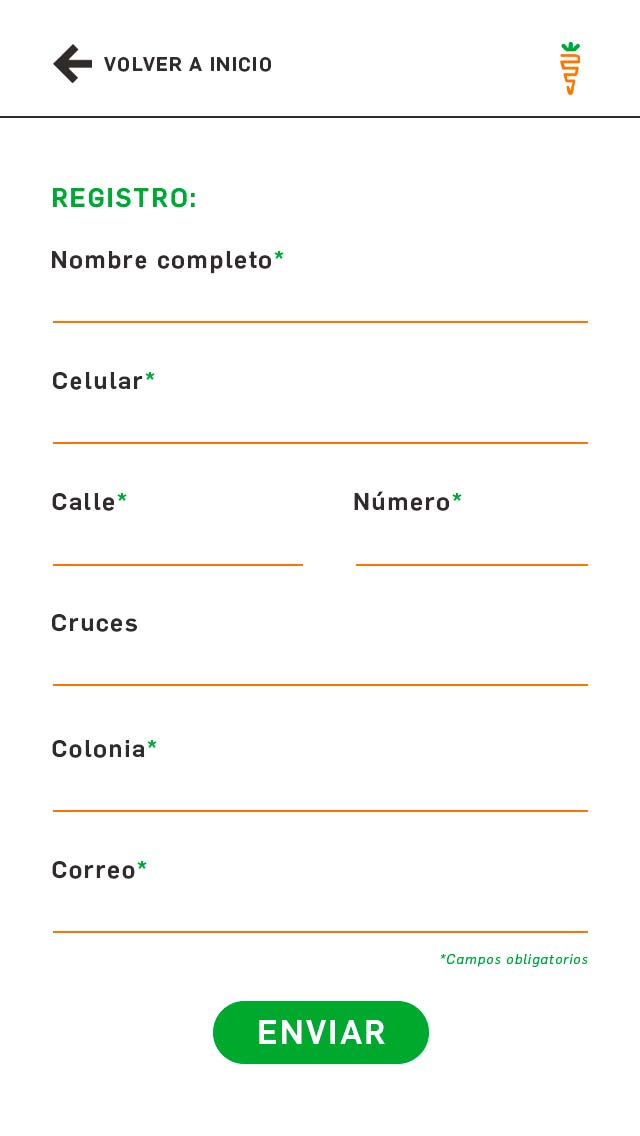 VOLVER A INICIO
REGISTRO:
Nombre completo*
Celular*
Calle* Número*
Cruces
Colonia*
Correo*
*Campos obligatorios
ENVIAR